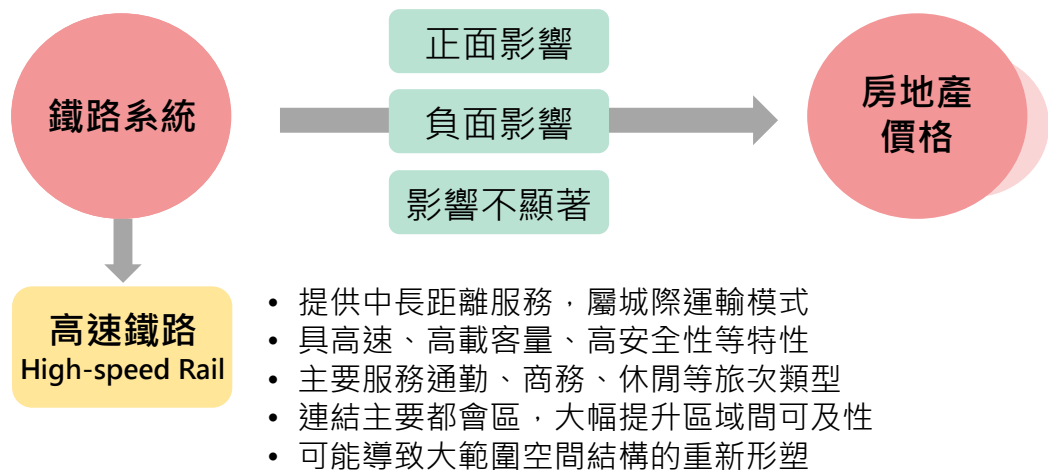 正面影響
鐵路系統
負面影響
影響不顯著
房地產
價格
高速鐵路
High-speed Rail
• 提供中長距離服務，屬城際運輸模式
• 具高速、高載客量、高安全性等特性
• 主要服務通勤、商務、休閒等旅次類型
• 連結主要都會區，大幅提升區域間可及性
• 可能導致大範圍空間結構的重新形塑